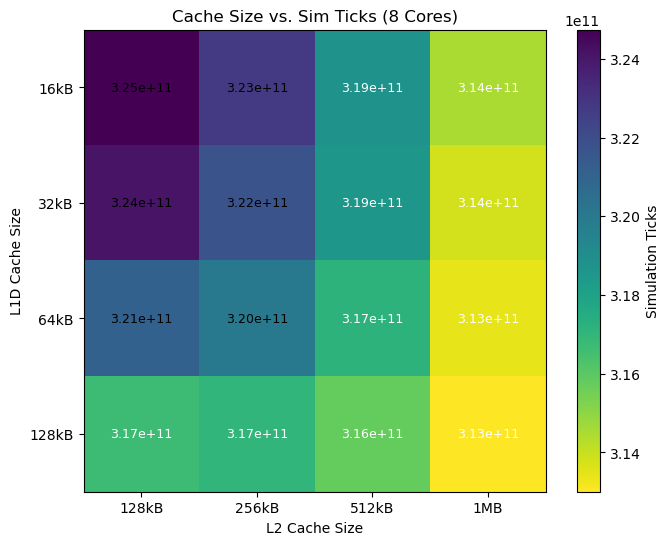 Cache Size vs. Sim Ticks (8 Cores)
1e11
16kB
3.25e+11 3.23e+11 3.19e+11 3.14e+11
32kB
3.24e+11 3.22e+11 3.19e+11 3.14e+11
64kB
3.21e+11 3.20e+11 3.17e+11 3.13e+11
128kB
3.17e+11 3.17e+11 3.16e+11 3.13e+11
128kB 256kB 512kB 1MB
L2 Cache Size
L1D Cache Size
3.24
3.22
3.20
3.18
3.16
3.14
Simulation Ticks